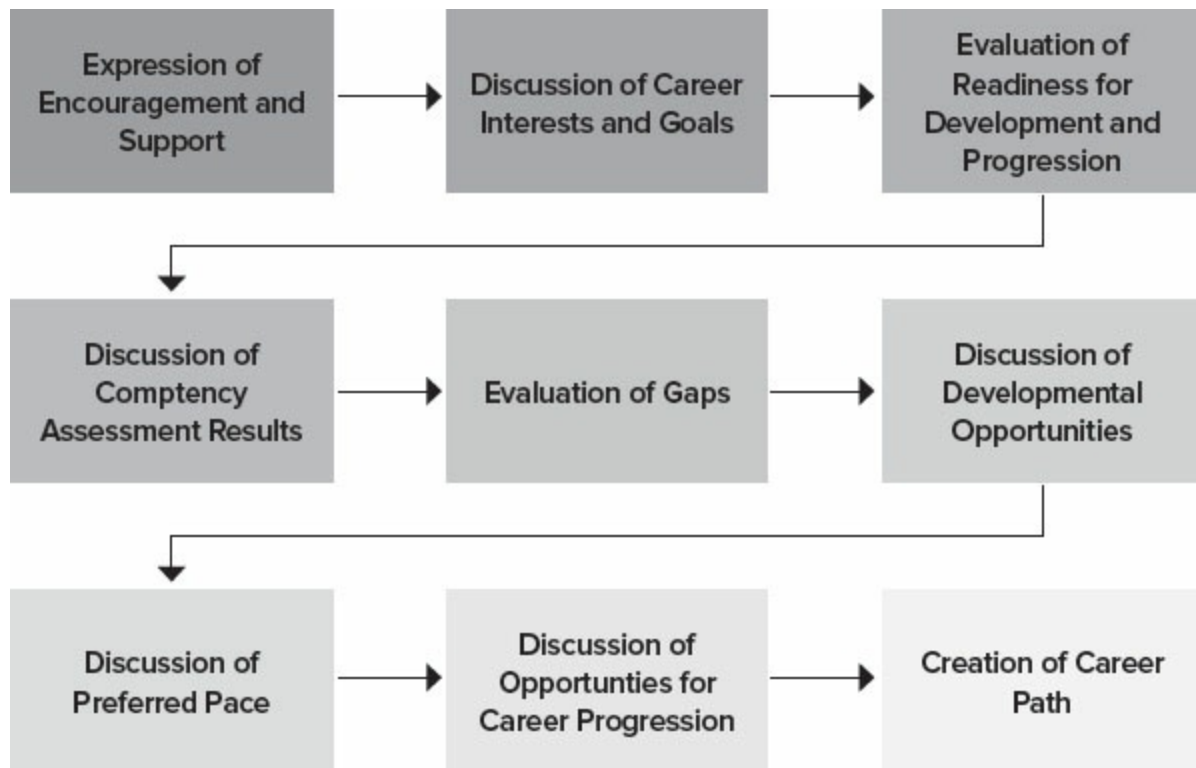 Expression of
Encouragement and
Support
Discussion of Career
Interests and Goals
Evaluation of
Readiness for
Development and
Progression
Discussion of
Comptency
Assessment Results
Evaluation of Gaps
Discussion of
Developmental
Opportunities
Discussion of
Preferred Pace
Discussion of
Opportunties for
Career Progression
Creation of Career
Path